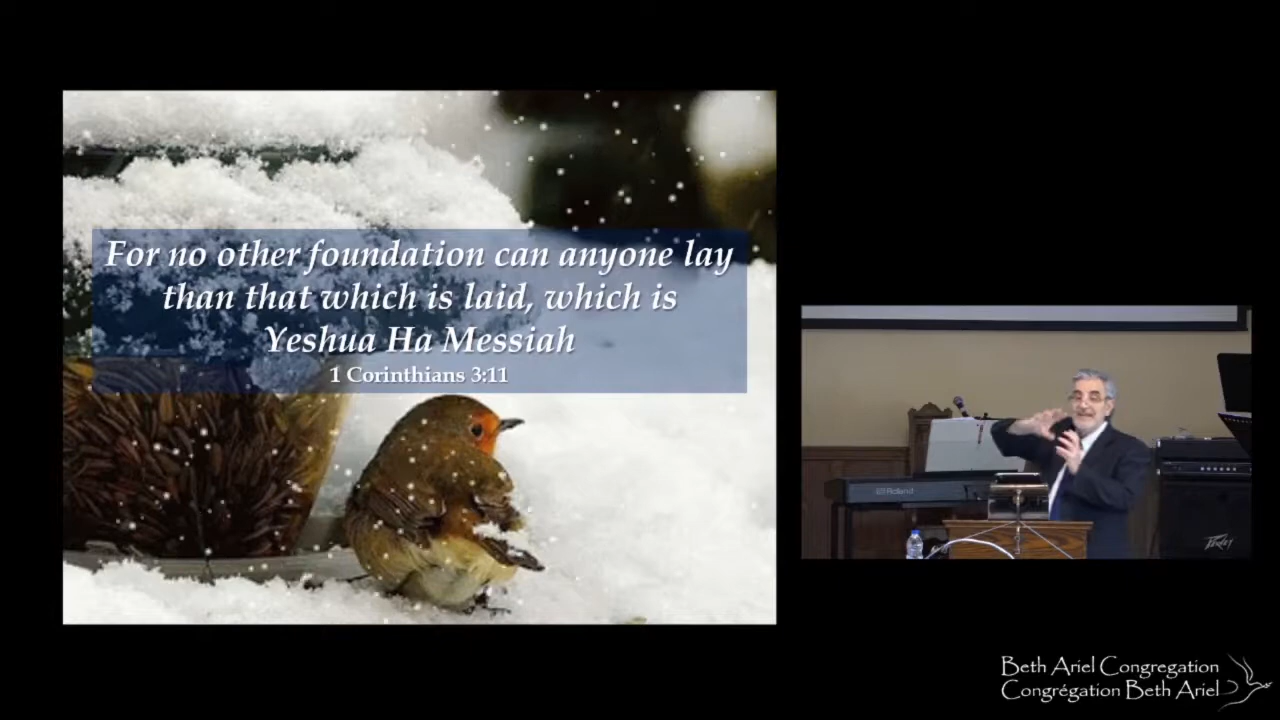 For no other foundation can anyone lay
than that which is laid, which is
Yeshua Ha Messiah
1 Corinthians 3:11
Roland
Peavey
Beth Ariel Congregation
Congrégation Beth Ariel